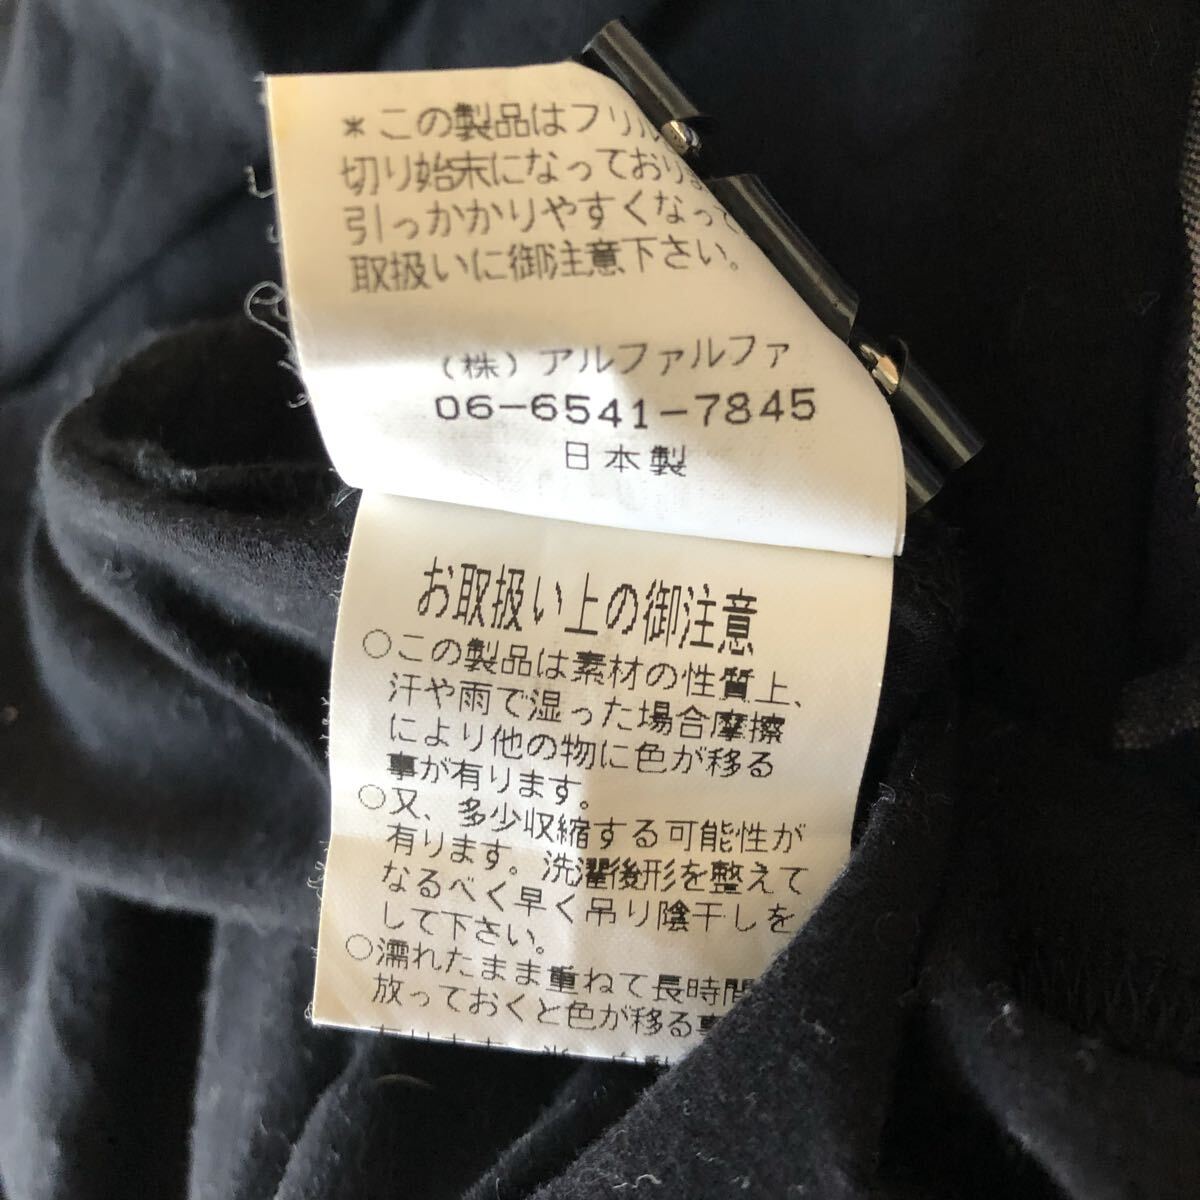 *この製品はフリル
切り始末になっており
引っかかりやすくなって
取扱いに御注意下さい。
(株)アルファルファ
06-6541-7845
日本製
お取扱い上の御注意
○この製品は素材の性質上、
汗や雨で湿った場合摩擦
により他の物に色が移る
事が有ります。
○又、多少収縮する可能性が
有ります。洗濯後形を整えて
なるべく早く吊り陰干しを
して下さい。
○濡れたまま重ねて長時間
放っておくと色が移る事